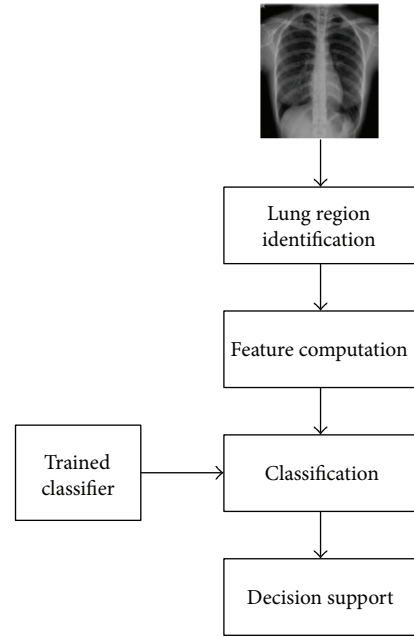 Lung region
identification
Feature computation
Trained
classifier
Classification
Decision support